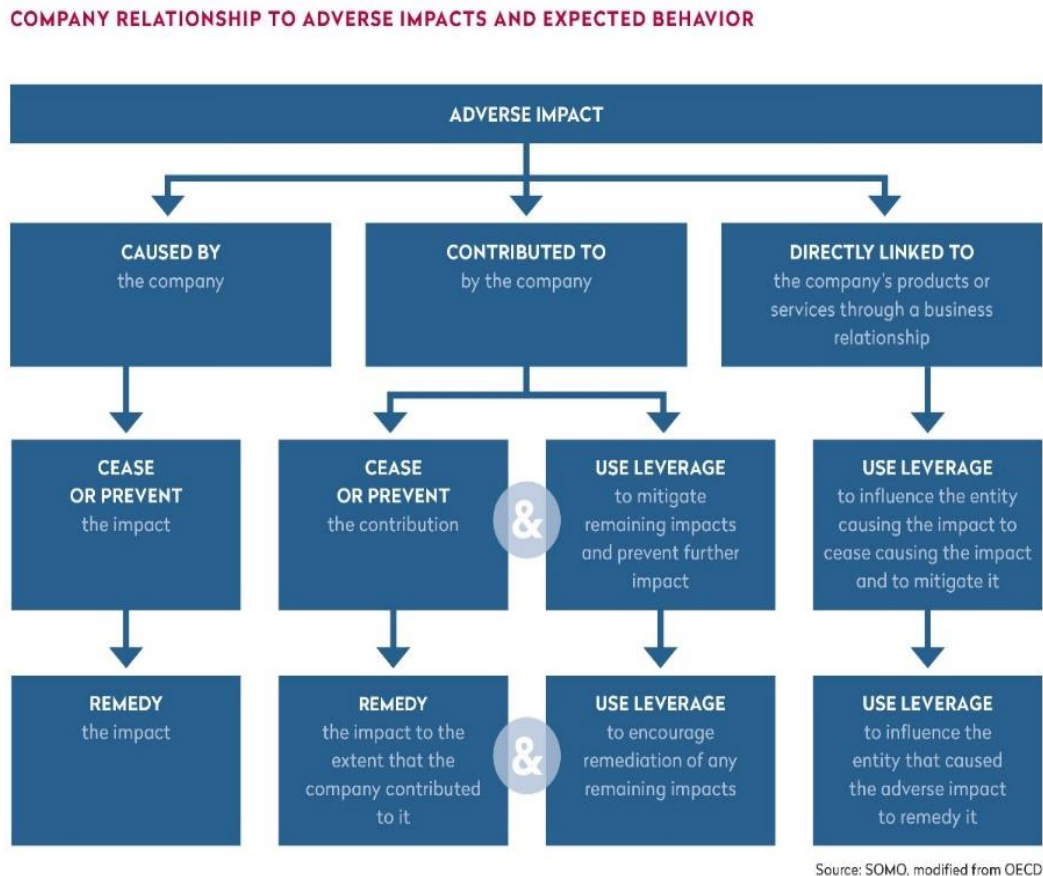 COMPANY RELATIONSHIP TO ADVERSE IMPACTS AND EXPECTED BEHAVIOR
ADVERSE IMPACT
CAUSED BY
the company
CONTRIBUTED TO
by the company
DIRECTLY LINKED TO
the company's products or
services through a business
relationship
CEASE
OR PREVENT
the impact
CEASE
OR PREVENT
the contribution
&
USE LEVERAGE
to mitigate
remaining impacts
and prevent further
impact
USE LEVERAGE
to influence the entity
causing the impact to
cease causing the impact
and to mitigate it
REMEDY
the impact
REMEDY
the impact to the
extent that the
company contributed
to it
&
USE LEVERAGE
to encourage
remediation of any
remaining impacts
USE LEVERAGE
to influence the
entity that caused
the adverse impact
to remedy it
Source: SOMO, modified from OECD